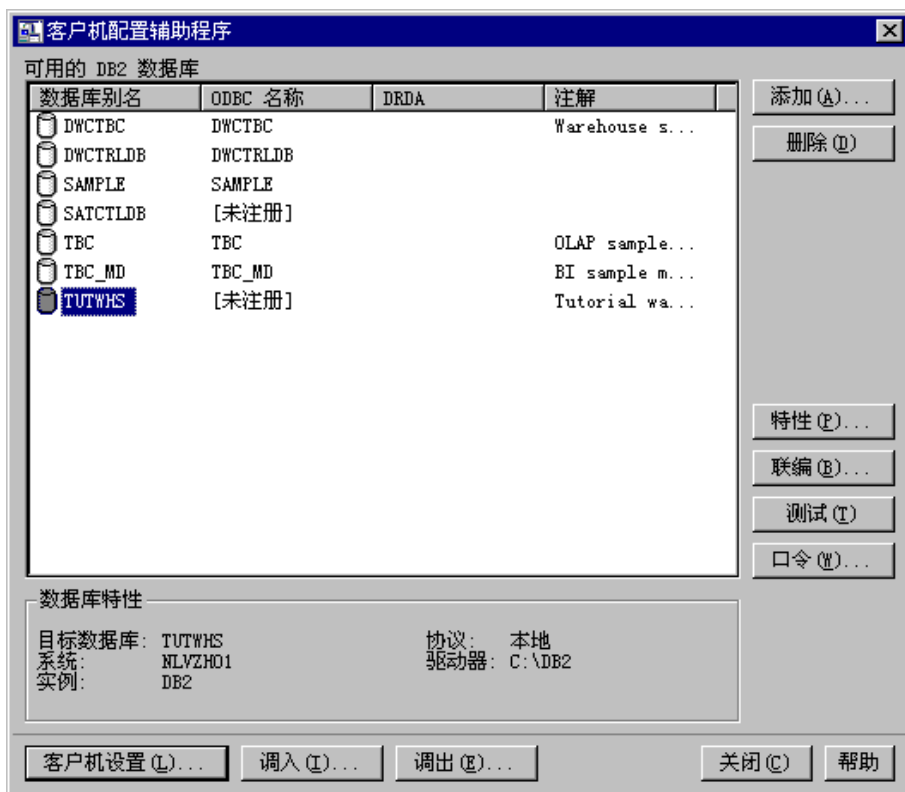 客户机配置辅助程序
可用的 DB2 数据库
数据库别名 ODBC 名称 DRDA 注解
DWCTBC DWCTBC Warehouse s...
DWCTRLDB DWCTRLDB
SAMPLE SAMPLE
SATCTLDB [未注册]
TBC TBC OLAP sample...
TBC_MD TBC_MD BI sample m...
TUTWHS [未注册] Tutorial wa...
添加(A)...
删除(D)
特性(P)...
联编(B)...
测试(T)
口令(W)...
数据库特性
目标数据库: TUTWHS 协议: 本地
系统: NLVZH01 驱动器: C:\DB2
实例: DB2
客户机设置(L)... 调入(I)... 调出(E)... 关闭(C) 帮助